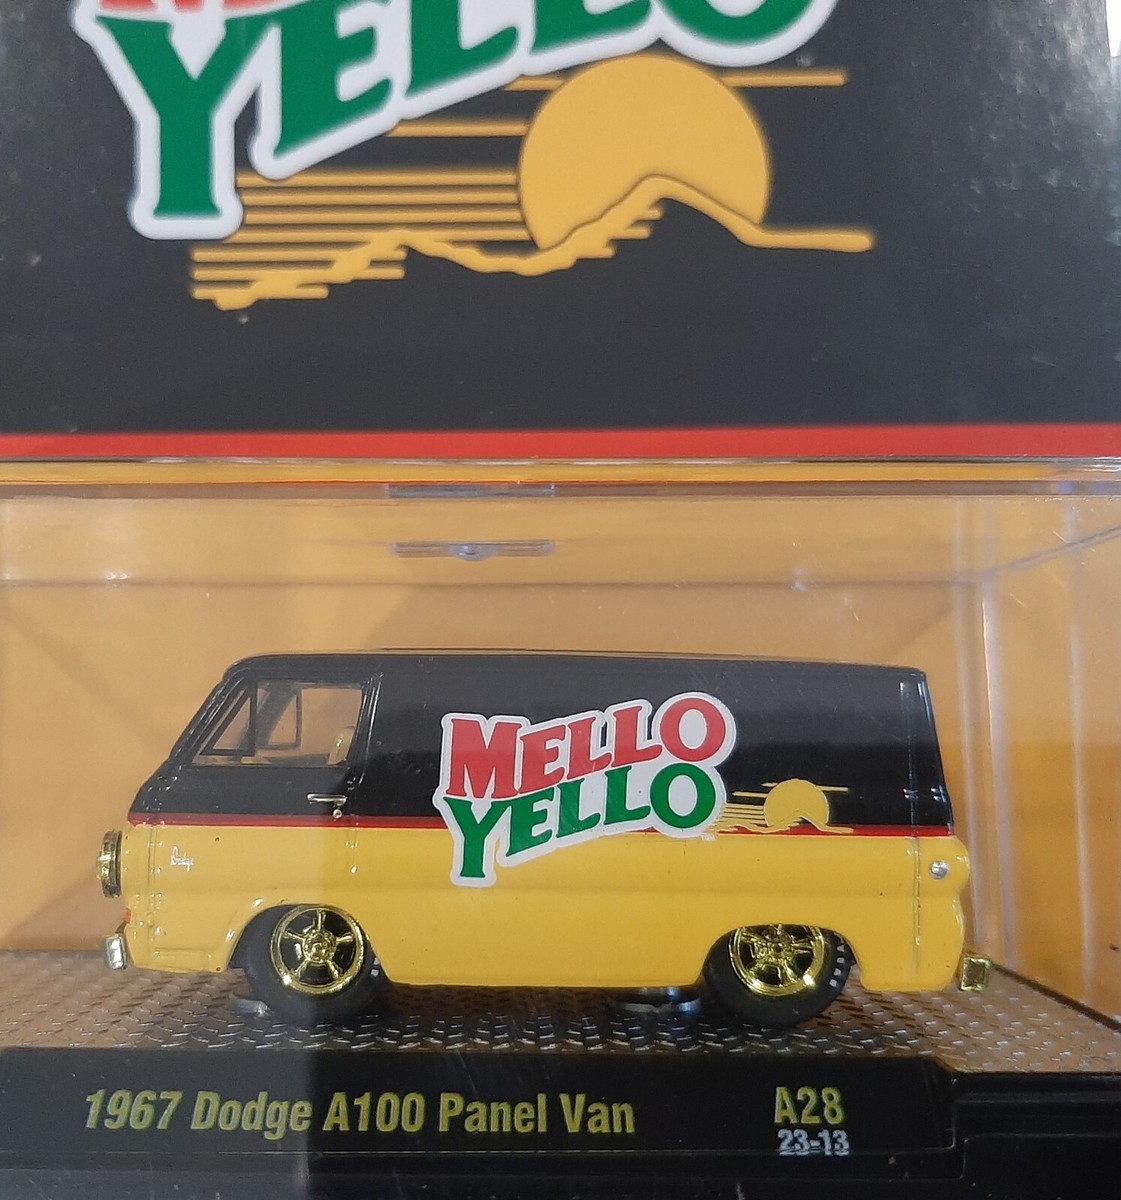 YELLO
MELLO
YELLO
Dodge
1967 Dodge A100 Panel Van
A28
23-13